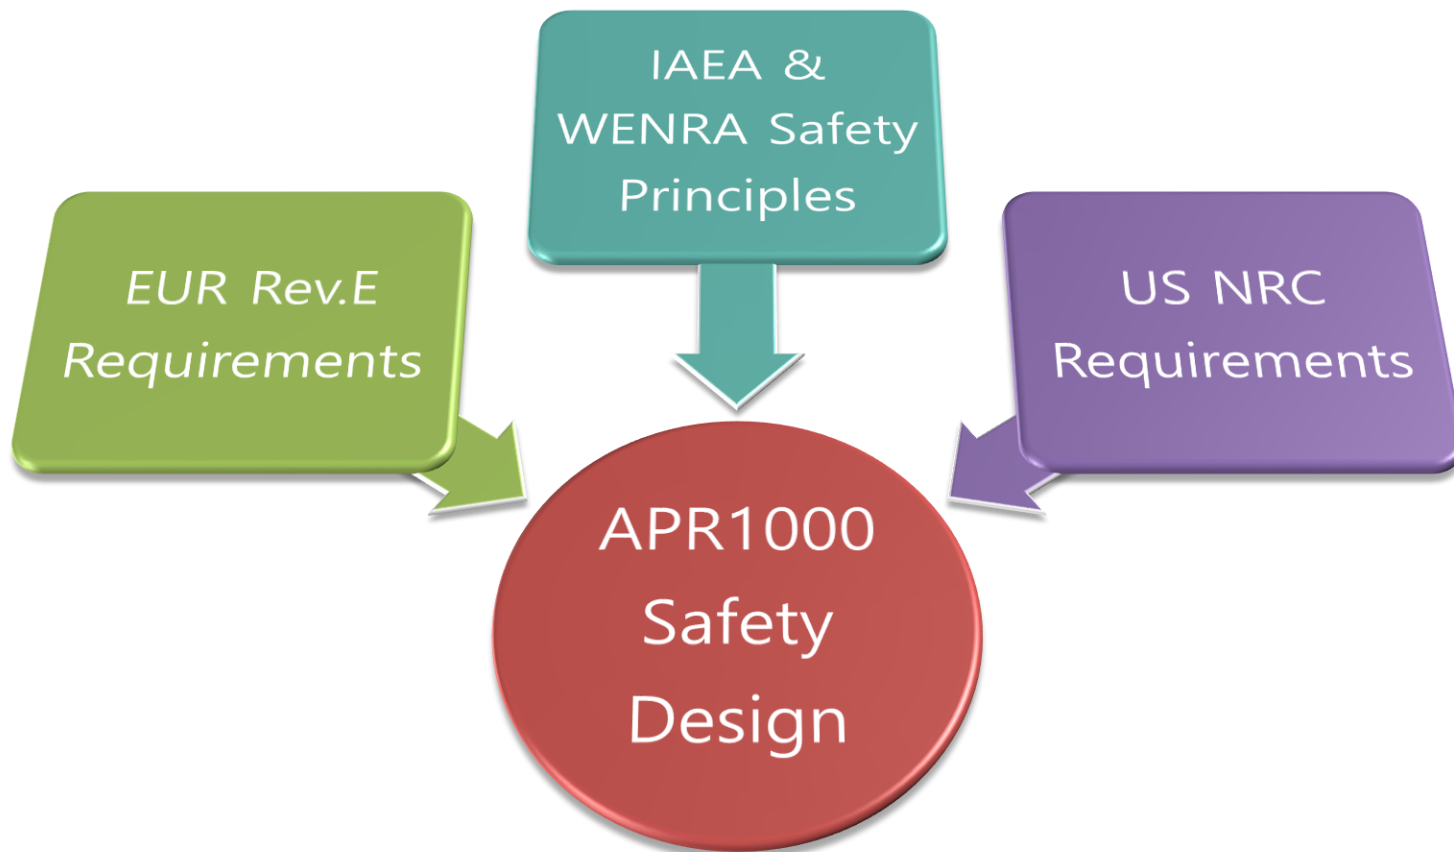 IAEA &
WENRA Safety
Principles
EUR Rev.E
Requirements
US NRC
Requirements
APR1000
Safety
Design